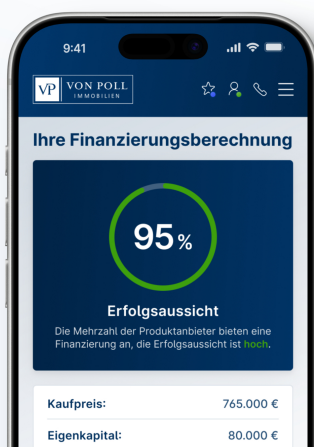 9:41
VP VON POLL
IMMOBILIEN
Ihre Finanzierungsberechnung
95%
Erfolgsaussicht
Die Mehrzahl der Produktanbieter bieten eine
Finanzierung an, die Erfolgsaussicht ist hoch.
Kaufpreis: 765.000 €
Eigenkapital: 80.000 €